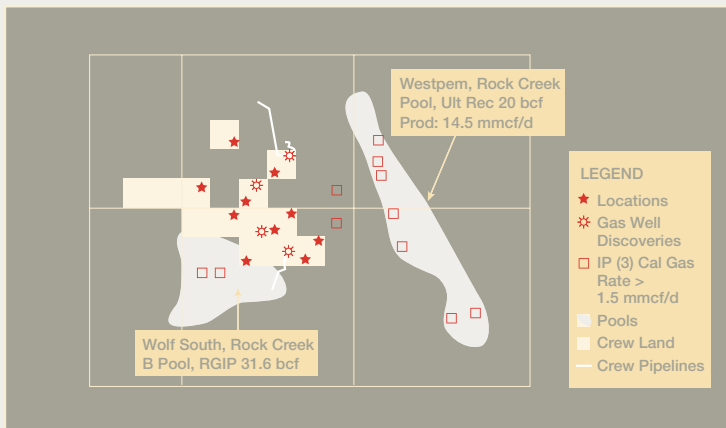 Westpem, Rock Creek
Pool, Ult Rec 20 bcf
Prod: 14.5 mmcf/d
Wolf South, Rock Creek
B Pool, RGIP 31.6 bcf
LEGEND
Locations
Gas Well
Discoveries
IP (3) Cal Gas
Rate >
1.5 mmcf/d
Pools
Crew Land
Crew Pipelines